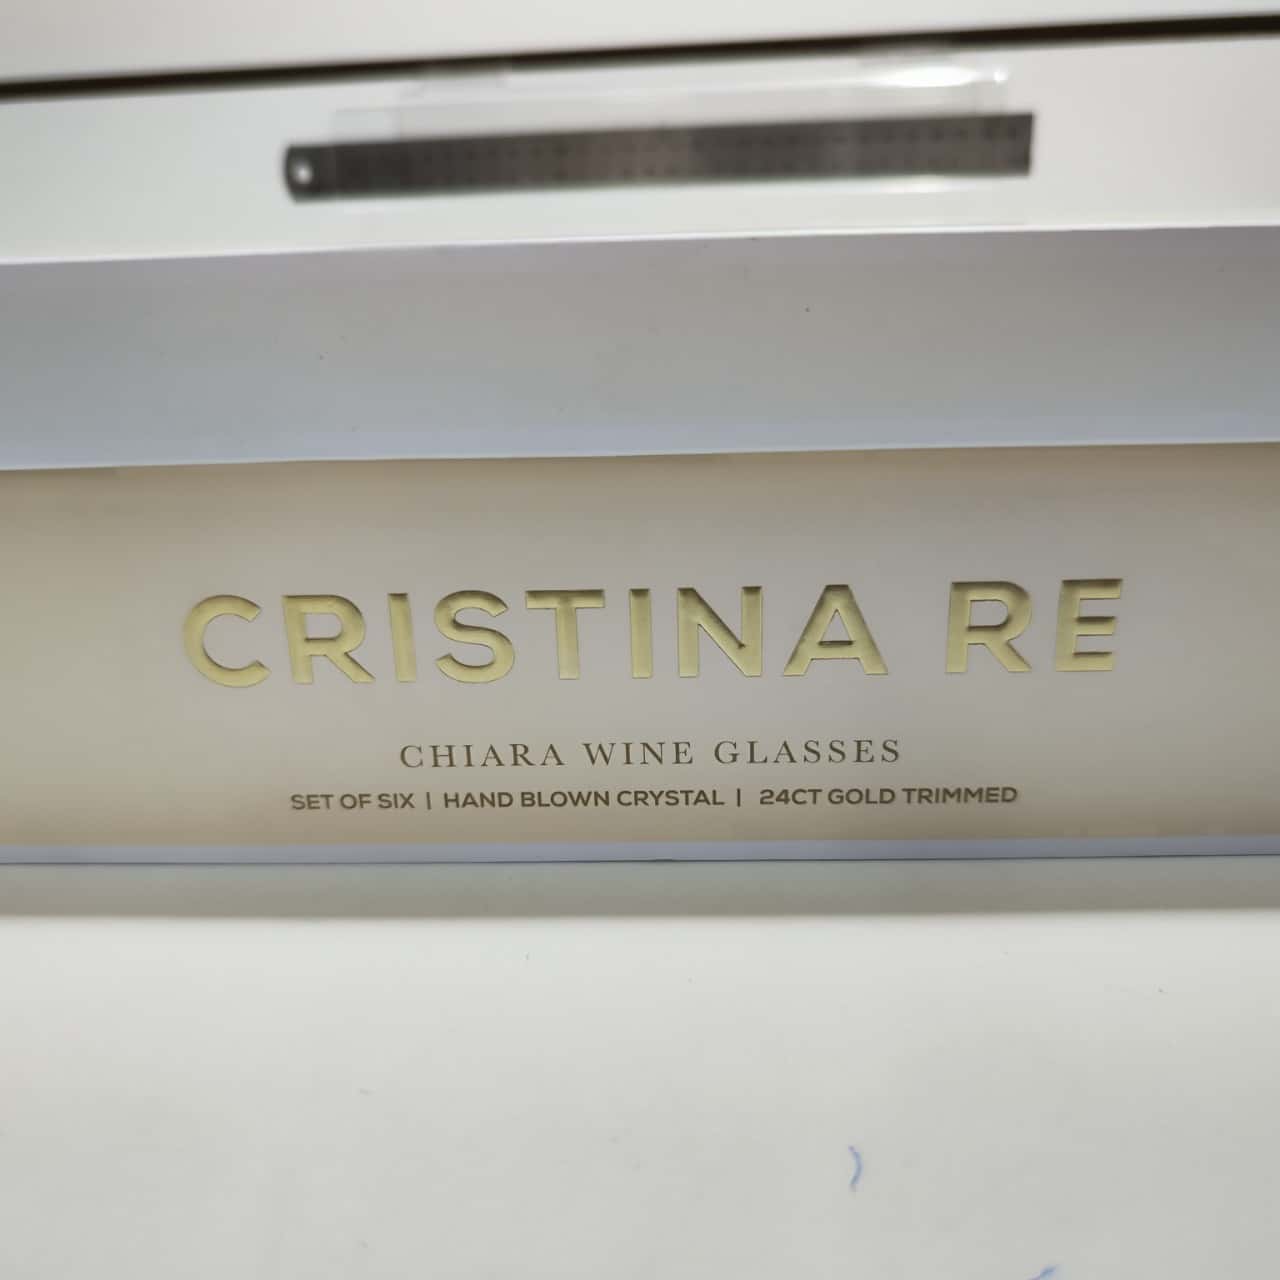 CRISTINA RE
CHIARA WINE GLASSES
SET OF SIX | HAND BLOWN CRYSTAL | 24CT GOLD TRIMMED